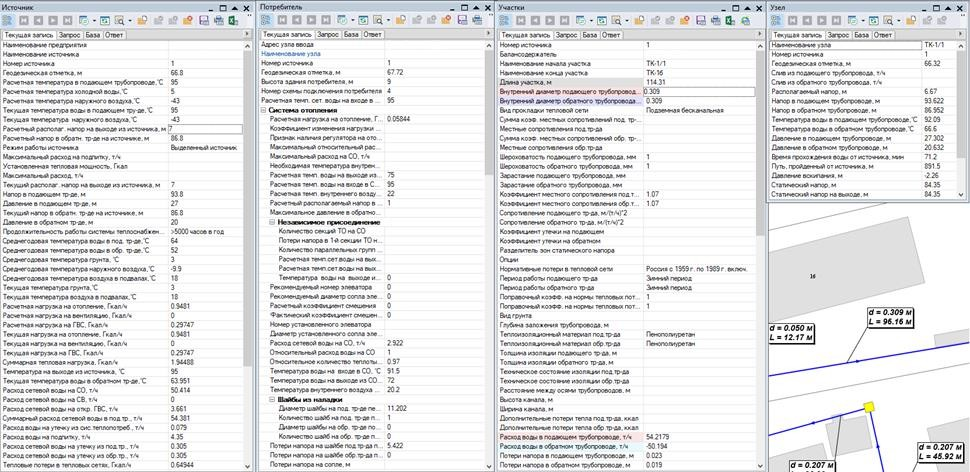 Источник
Текущая запись Запрос База Ответ
Наименование предприятия
Наименование источника
Номер источника 1
Геодезическая отметка, м 66.8
Расчетная температура в подающем трубопроводе,°С 95
Расчетная температура холодной воды,°С 5
Расчетная температура наружного воздуха,°С -43
Текущая температура воды в подающем тр-де,°С 95
Текущая температура наружного воздуха,°С -43
Расчетный располаг. напор на выходе из источника, м 7
Расчетный напор в обратн. тр-де на источнике, м 86.8
Режим работы источника Выделенный источник
Максимальный расход на подпитку, т/ч
Установленная тепловая мощность, Гкал
Максимальный расход, т/ч
Текущий располаг. напор на выходе из источника, м 7
Напор в подающем тр-де, м 93.8
Давление в подающем тр-де, м 27
Текущий напор в обратн. тр-де на источнике, м 86.8
Давление в обратном тр-де, м 20
Продолжительность работы системы теплоснабжен... >5000 часов в год
Среднегодовая температура воды в под. тр-де,°С 64
Среднегодовая температура воды в обр. тр-де,°С 52
Среднегодовая температура грунта, °С 3
Среднегодовая температура наружного воздуха,°С -9.9
Среднегодовая температура воздуха в подвалах,°С 18
Текущая температура грунта,°С 3
Текущая температура воздуха в подвалах,°С 18
Расчетная нагрузка на отопление, Гкал/ч 0.9481
Расчетная нагрузка на вентиляцию, Гкал/ч 0
Расчетная нагрузка на ГВС, Гкал/ч 0.29747
Текущая нагрузка на отопление, Гкал/ч 0.9481
Текущая нагрузка на вентиляцию, Гкал/ч 0
Текущая нагрузка на ГВС, Гкал/ч 0.29747
Суммарная тепловая нагрузка, Гкал/ч 1.94488
Температура на выходе из источника, °С 95
Текущая температура воды в обратном тр-де,°С 63.951
Расход сетевой воды на СО, т/ч 50.414
Расход сетевой воды на СВ, т/ч 0
Расход сетевой воды на откр. ГВС, т/ч 3.661
Суммарный расход сетевой воды в под.тр., т/ч 54.381
Расход воды на утечку из сис.теплопотреб., т/ч 0.079
Расход воды на подпитку, т/ч 4.35
Расход сетевой воды на утечку из под.тр., т/ч 0.305
Расход сетевой воды на утечку из обр.тр., т/ч 0.305
Тепловые потери в тепловых сетях, Гкал/ч 0.64944
Потребитель
Текущая запись Запрос База Ответ
Адрес узла ввода
Наименование узла
Номер источника 1
Геодезическая отметка, м 67.72
Высота здания потребителя, м 9
Номер схемы подключения потребителя 4
Расчетная темп. сет. воды на входе в ... 95
Система отопления
Расчетная нагрузка на отопление, Г... 0.05844
Коэффициент изменения нагрузки ...
Признак наличия регулятора на ото...
Максимальный относительный рас...
Максимальный расход на СО, т/ч
Необходимая температура внутрен...
Расчетная темп. воды на выходе из... 75
Расчетная темп. воды на входе в С... 95
Расчетная темп. внутреннего возду... 22
Расчетный располагаемый напор в ... 1
Максимальное давление в обратно...
Независимое присоединение
Количество секций ТО на СО
Потери напора в 1-й секции ТО н...
Количество параллельных групп ...
Расчетная темп.сет.воды на вых...
Расчетная темп.сет.воды на вых...
Температура воды на выходе и... 0
Рекомендуемый номер элеватора 0
Рекомендуемый диаметр сопла эле... 0
Расчетный коэффициент смешения 0
Фактический коэффициент смешен... 0
Номер установленного элеватора
Диаметр установленного сопла эле...
Расход сетевой воды на СО, т/ч 2.922
Относительный расход воды на СО 1
Относительное количество теплоты... 0.97
Температура воды на входе в СО,°С 91.5
Температура воды на выходе из СО... 72
Температура внутреннего воздуха ... 20.2
Шайбы из наладки
Диаметр шайбы на под. тр-де пе... 11.202
Количество шайб на под. тр-де п... 1
Диаметр шайбы на обр. тр-де пе... 0
Количество шайб на обр. тр-де п... 0
Потери напора на шайбе под.тр-да п... 5.422
Потери напора на шайбе обр.тр-да п... 0
Потери напора на сопле, м
Участки
Текущая запись Запрос База Ответ
Номер источника 1
Балансодержатель
Наименование начала участка ТК-1/1
Наименование конца участка ТК-16
Длина участка, м 114.31
Внутренний диаметр подающего трубопровод... 0.309
Внутренний диаметр обратного трубопровода... 0.309
Вид прокладки тепловой сети Подземная бесканальная
Сумма коэф. местных сопротивлений под. тр...
Местные сопротивления под.тр-да
Сумма коэф. местных сопротивлений обр. тр...
Местные сопротивления обр.тр-да
Шероховатость подающего трубопровода, мм 1
Шероховатость обратного трубопровода, мм 1
Зарастание подающего трубопровода, мм
Зарастание обратного трубопровода, мм
Коэффициент местного сопротивления под.т... 1.07
Коэффициент местного сопротивления обр.т... 1.07
Сопротивление подающего тр-да, м/(т/ч)^2
Сопротивление обратного тр-да, м/(т/ч)^2
Коэффициент утечки на подающем
Коэффициент утечки на обратном
Разделитель зон статического напора
Опции
Нормативные потери в тепловой сети Россия с 1959 г. по 1989 г. включ.
Период работы подающего тр-да Зимний период
Период работы обратного тр-да Зимний период
Поправочный коэфф. на нормы тепловых пот... 1
Поправочный коэфф. на нормы тепловых пот... 1
Вид грунта
Глубина заложения трубопровода, м
Теплоизоляционный материал под.тр-да Пенополиуретан
Теплоизоляционный материал обр.тр-да Пенополиуретан
Толщина изоляции подающего тр-да, м
Толщина изоляции обратного тр-да, м
Техническое состояние изоляции под.тр-да
Техническое состояние изоляции обр.тр-да
Расстояние между осями трубопроводов, м
Высота канала, м
Ширина канала, м
Дополнительные потери тепла под.тр-да, ккал
Дополнительные потери тепла обр.тр-да, ккал
Расход воды в подающем трубопроводе, т/ч 54.2179
Расход воды в обратном трубопроводе, т/ч -50.194
Потери напора в подающем трубопроводе, м 0.023
Потери напора в обратном трубопроводе, м 0.019
Узел
Текущая запись Запрос База
Наименование узла ТК-1/1
Номер источника 1
Геодезическая отметка, м 66.32
Слив из подающего трубопровода, т/ч
Слив из обратного трубопровода, т/ч
Располагаемый напор, м 6.67
Напор в подающем трубопроводе, м 93.622
Напор в обратном трубопроводе, м 86.952
Температура воды в подающем тр-де,°С 92.09
Температура воды в обратном тр-де,°С 66.6
Давление в подающем трубопроводе, м 27.302
Давление в обратном трубопроводе, м 20.632
Время прохождения воды от источника, мин 71.2
Путь, пройденный от источника, м 891.5
Давление вскипания, м -2.26
Статический напор, м 84.35
Статический напор на выходе, м 84.35
16
d = 0.309 м
L = 96.16 м
d = 0.050 м
L = 12.17 м
d = 0.207 м
L = 45.92 м
d = 0.207 м